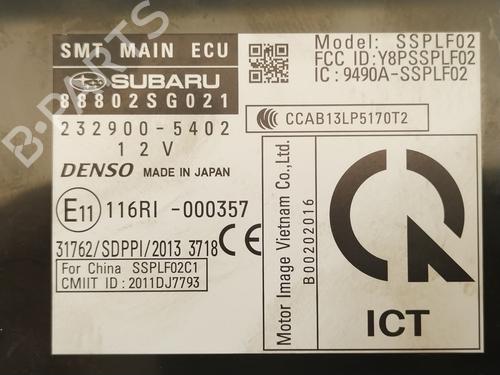 SMT MAIN ECU
SUBARU
88802SG021
232900-5402
12V
DENSO MADE IN JAPAN
E11 116RI -000357
31762/SDPPI/2013 3718 CE
For China SSPLF02C1
CMIIT ID : 2011DJ7793
Model: SSPLF02
FCC ID:Y8PSSPLF02
IC : 9490A-SSPLF02
CCAB13LP5170T2
Motor Image Vietnam Co.,Ltd.
B00202016
ICT
B-PARTS